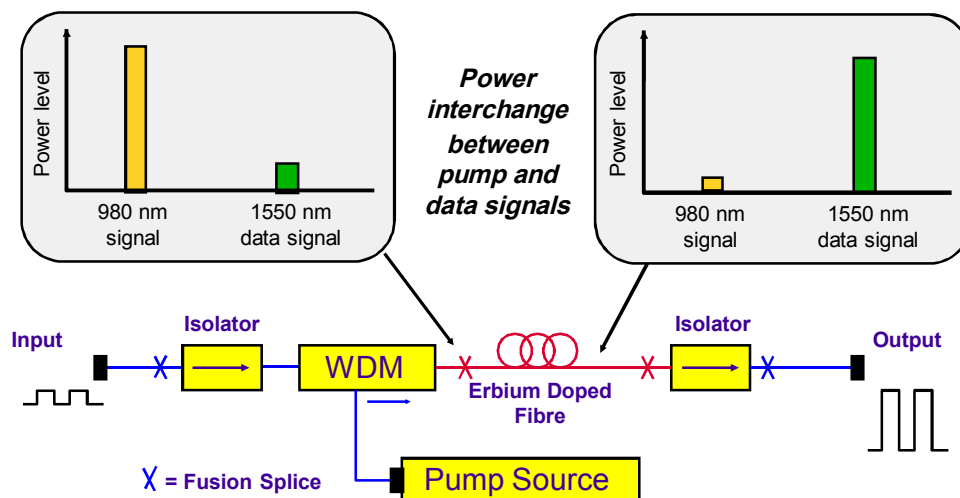 Power level
980 nm
signal
1550 nm
data signal
Power
interchange
between
pump and
data signals
Power level
980 nm
signal
1550 nm
data signal
Input
Isolator
WDM
Erbium Doped
Fibre
Isolator
Output
X = Fusion Splice
Pump Source